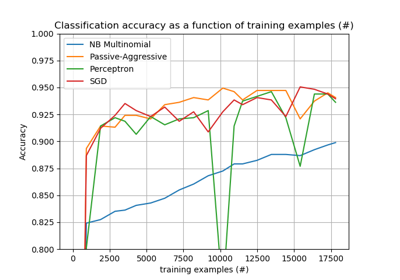 Classification accuracy as a function of training examples (#)
1.000
0.975
0.950
0.925
0.900
0.875
0.850
0.825
0.800
Accuracy
NB Multinomial
Passive-Aggressive
Perceptron
SGD
0 2500 5000 7500 10000 12500 15000 17500
training examples (#)